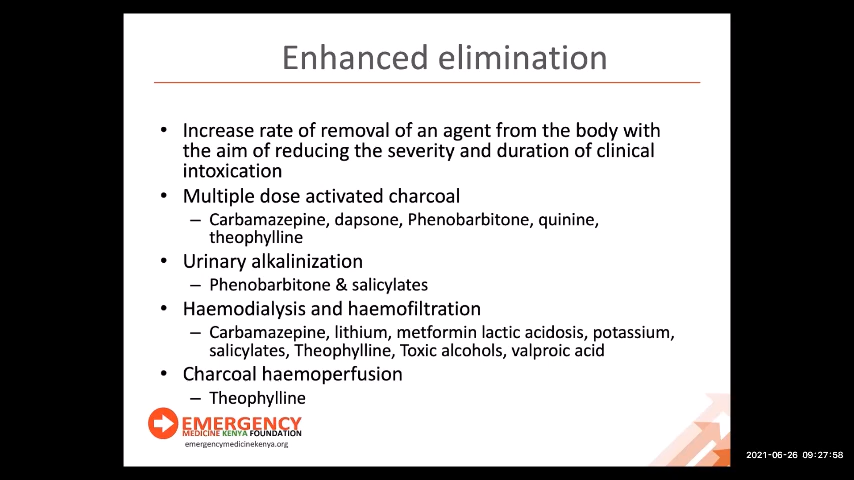 Enhanced elimination
• Increase rate of removal of an agent from the body with
the aim of reducing the severity and duration of clinical
intoxication
• Multiple dose activated charcoal
– Carbamazepine, dapsone, Phenobarbitone, quinine,
theophylline
• Urinary alkalinization
– Phenobarbitone & salicylates
• Haemodialysis and haemofiltration
– Carbamazepine, lithium, metformin lactic acidosis, potassium,
salicylates, Theophylline, Toxic alcohols, valproic acid
• Charcoal haemoperfusion
– Theophylline
EMERGENCY
MEDICINE KENYA FOUNDATION
emergencymedicinekenya.org
2021-06-26 09:27:58